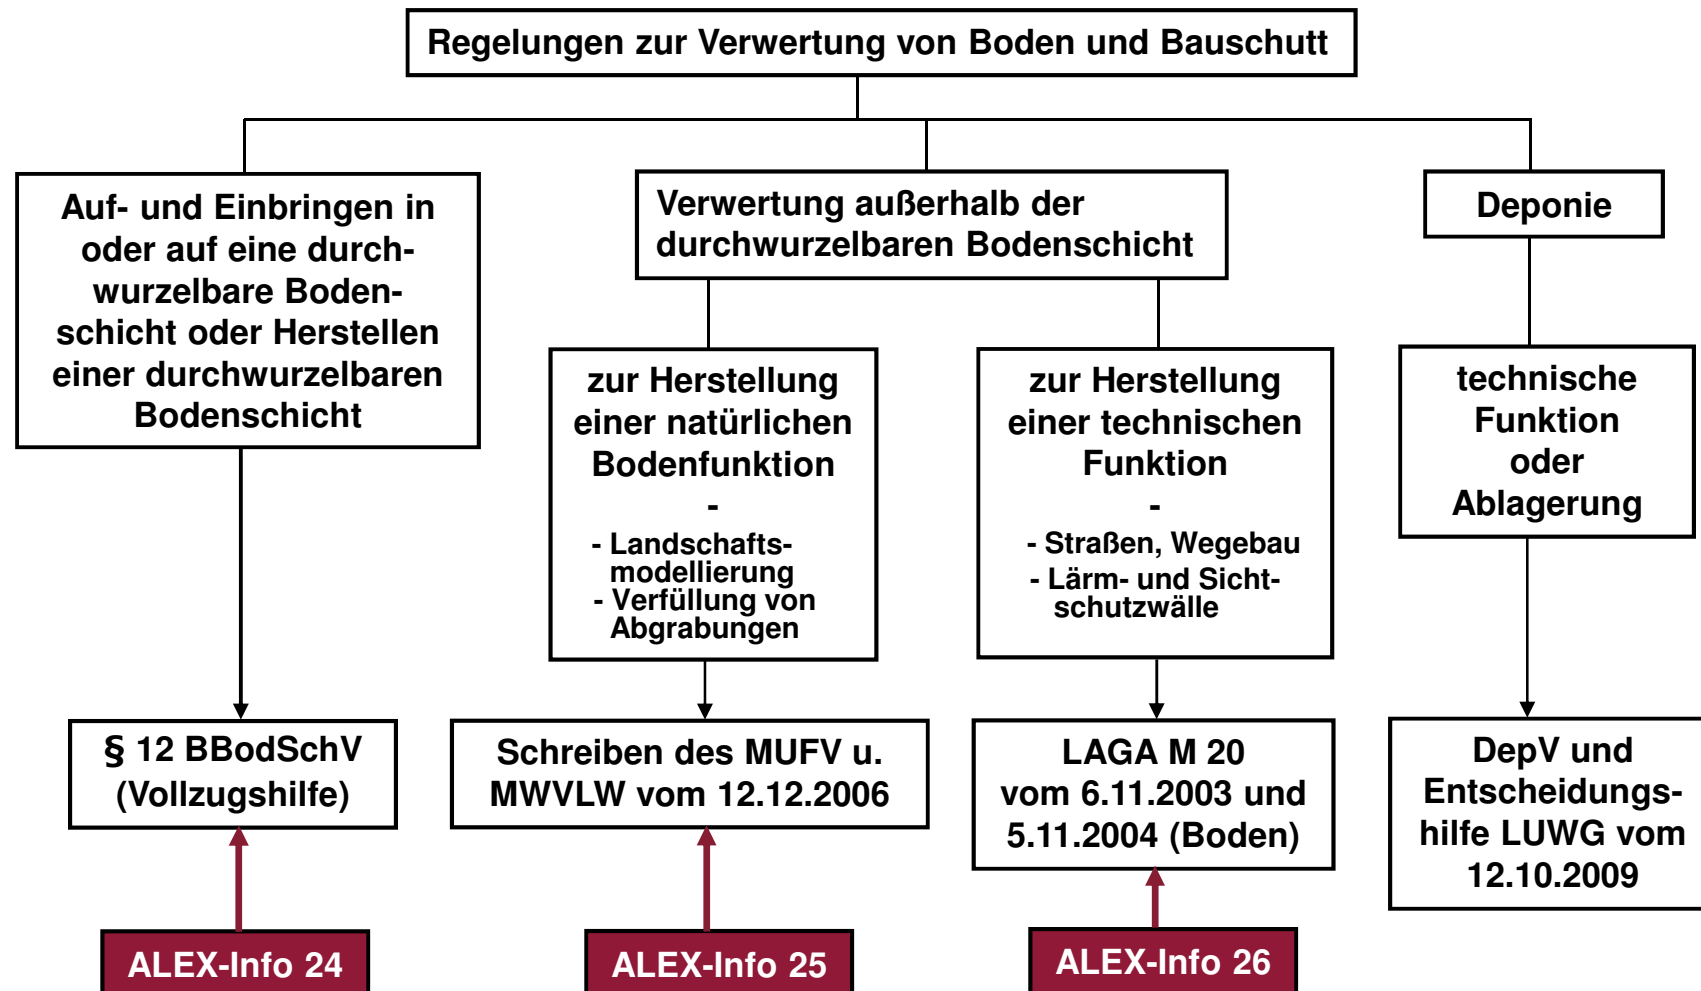 Regelungen zur Verwertung von Boden und Bauschutt
Auf- und Einbringen in
oder auf eine durch-
wurzelbare Boden-
schicht oder Herstellen
einer durchwurzelbaren
Bodenschicht
Verwertung außerhalb der
durchwurzelbaren Bodenschicht
Deponie
zur Herstellung
einer natürlichen
Bodenfunktion
-
- Landschafts-
modellierung
- Verfüllung von
Abgrabungen
zur Herstellung
einer technischen
Funktion
-
- Straßen, Wegebau
- Lärm- und Sicht-
schutzwälle
technische
Funktion
oder
Ablagerung
§ 12 BBodSchV
(Vollzugshilfe)
Schreiben des MUFV u.
MWVLW vom 12.12.2006
LAGA M 20
vom 6.11.2003 und
5.11.2004 (Boden)
DepV und
Entscheidungs-
hilfe LUWG vom
12.10.2009
ALEX-Info 24
ALEX-Info 25
ALEX-Info 26